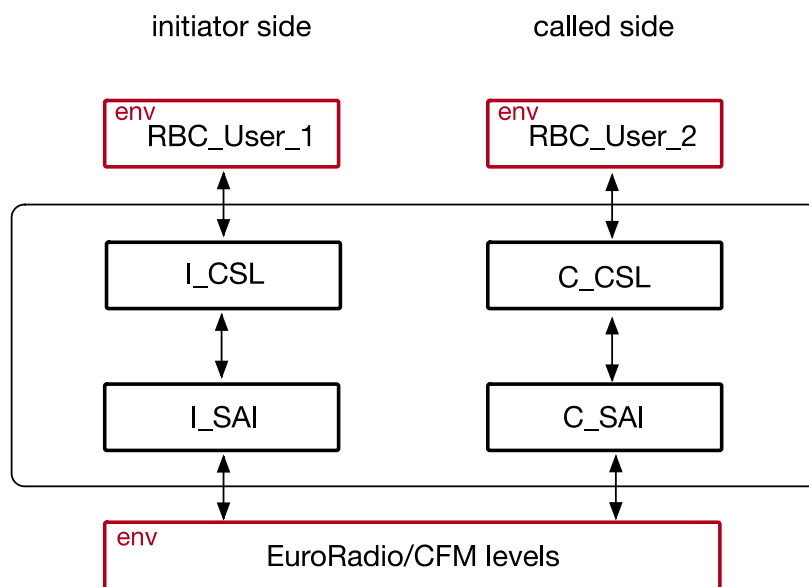 initiator side
called side
env
RBC_User_1
env
RBC_User_2
I_CSL
C_CSL
I_SAI
C_SAI
env
EuroRadio/CFM levels